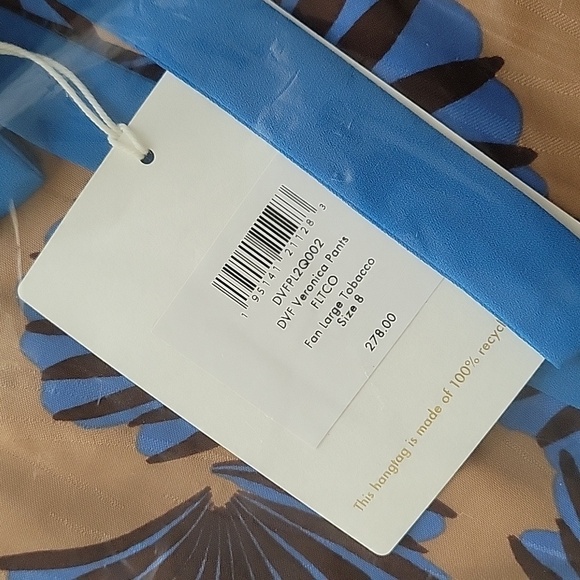 1 95141 21128 3
DVFPL2Q002
DVF Veronica Pants
FLTCO
Fan Large Tobacco
Size 8
278.00
This hangtag is made of 100% recycl